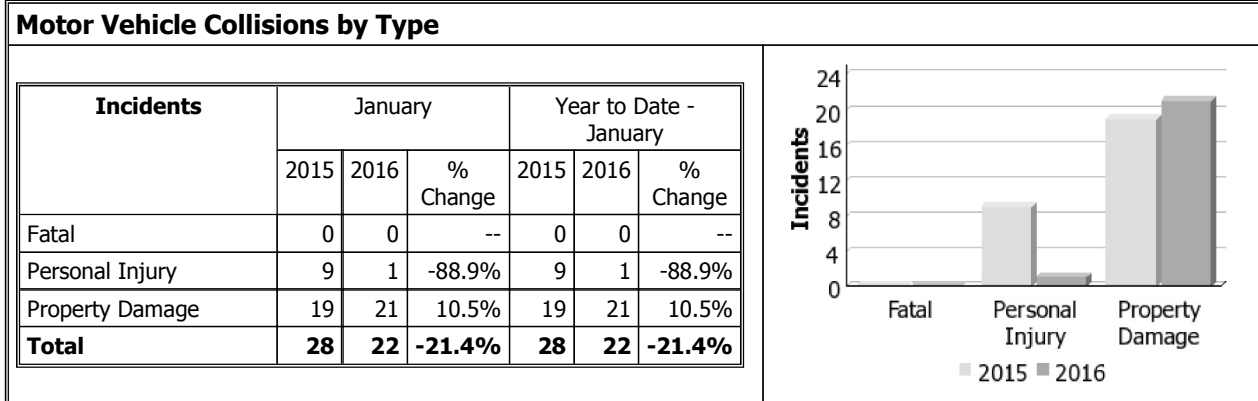 Motor Vehicle Collisions by Type
Incidents January Year to Date -
January
2015 2016 % Change 2015 2016 % Change
Fatal 0 0 -- 0 0 --
Personal Injury 9 1 -88.9% 9 1 -88.9%
Property Damage 19 21 10.5% 19 21 10.5%
Total 28 22 -21.4% 28 22 -21.4%
Incidents
24
20
16
12
8
4
0
Fatal Personal Property
Injury Damage
2015 2016